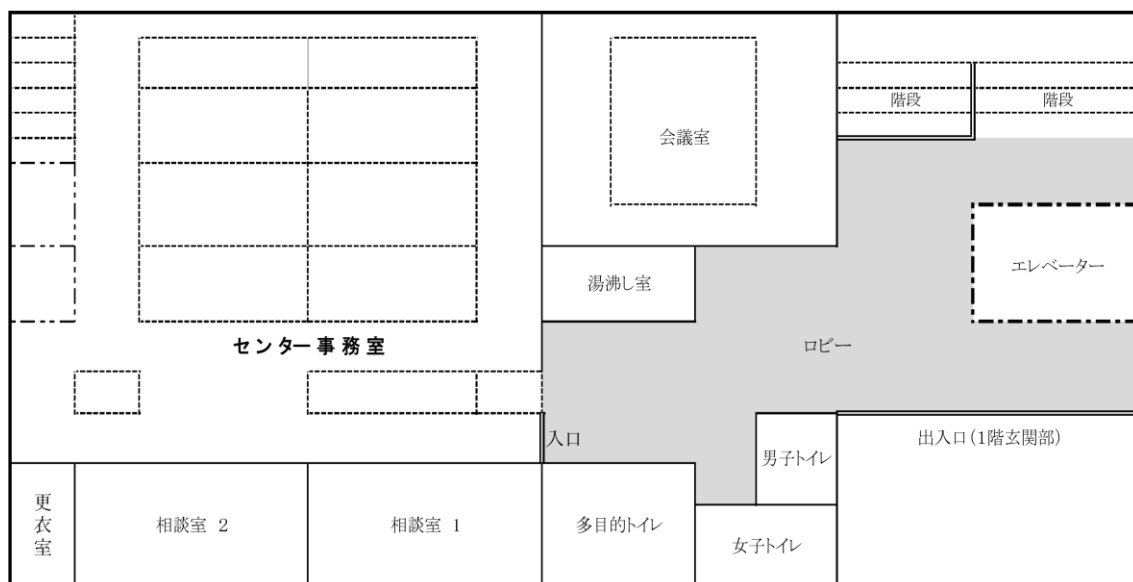 階段
階段
会議室
湯沸し室
エレベーター
センター事務室
ロビー
入口
出入口(1階玄関部)
男子トイレ
更衣室
相談室 2
相談室 1
多目的トイレ
女子トイレ